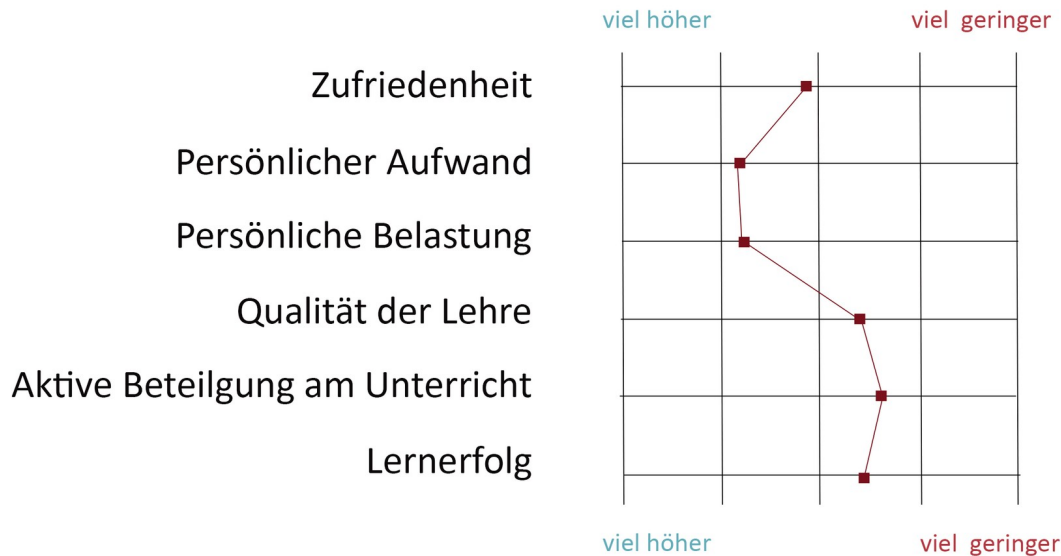 viel höher viel geringer
Zufriedenheit
Persönlicher Aufwand
Persönliche Belastung
Qualität der Lehre
Aktive Beteilgung am Unterricht
Lernerfolg
viel höher viel geringer